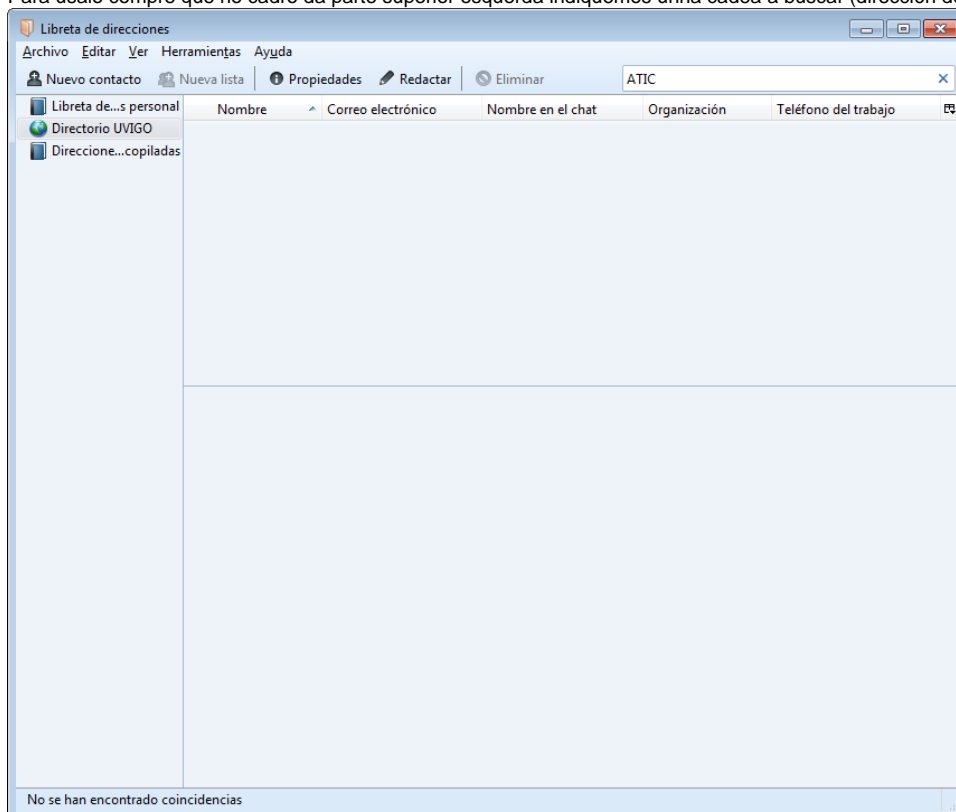 Para usalo compre que no cadro da parte superior esquerda indiquemos unha cadea a buscar (dirección de
Libreta de direcciones
Archivo Editar Ver Herramientas Ayuda
Nuevo contacto Nueva lista Propiedades Redactar Eliminar ATIC
Libreta de...s personal Nombre Correo electrónico Nombre en el chat Organización Teléfono del trabajo
Directorio UVIGO
Direccione...copiladas
No se han encontrado coincidencias